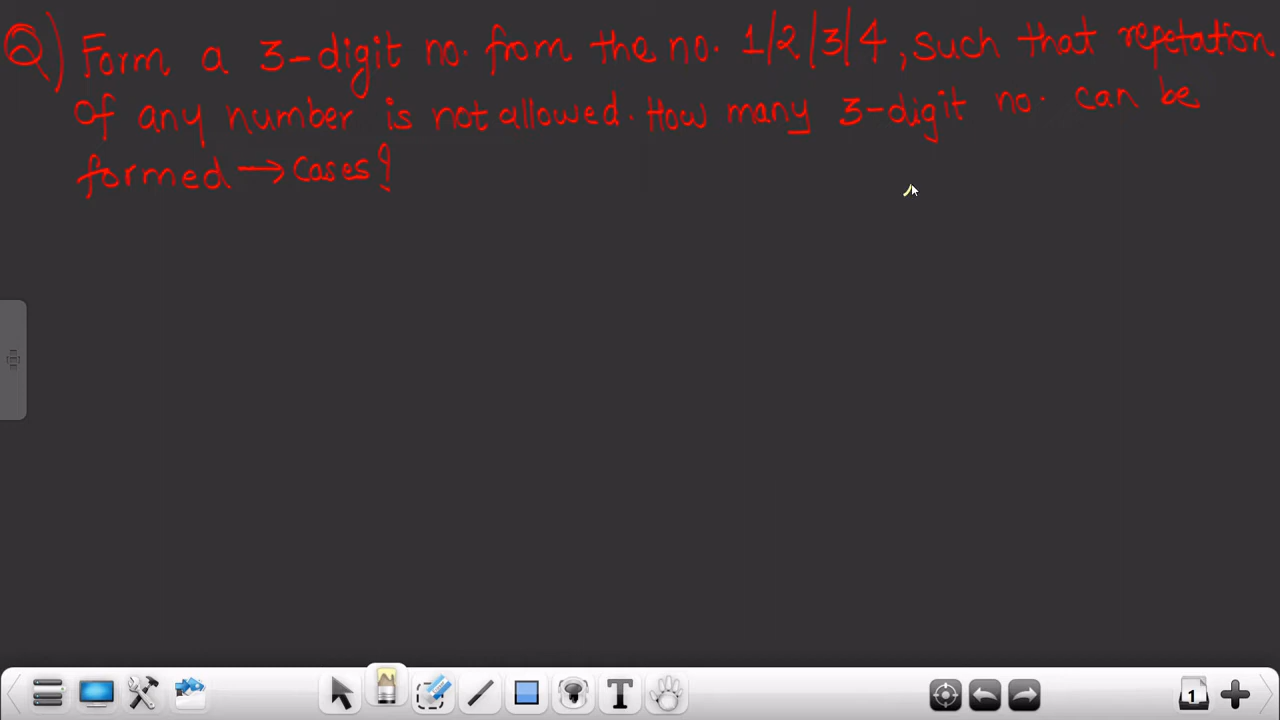 Q) Form a 3-digit no. from the no. 1/2/3/4, such that repetation
of any number is not allowed. How many 3-digit no. can be
formed → cases?
T
1